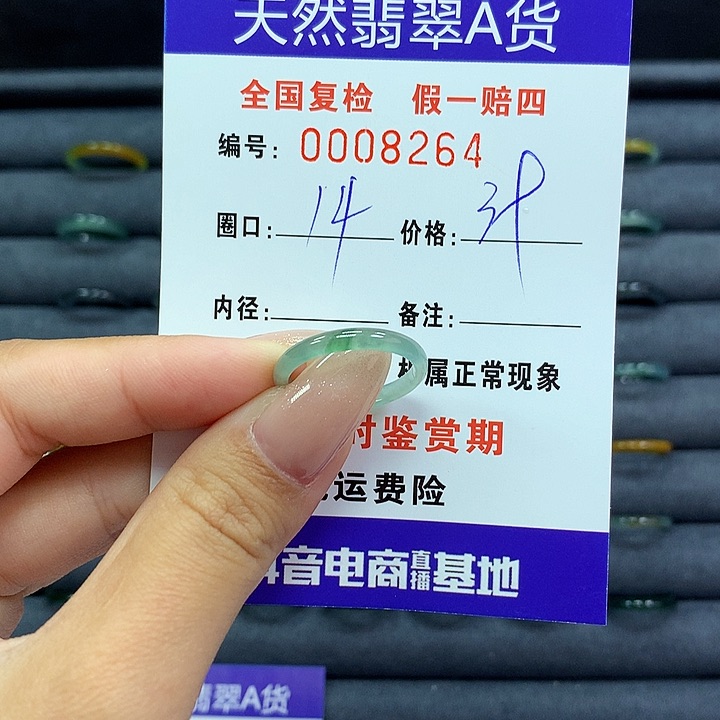 天然翡翠A货
全国复检 假一赔四
编号: 0008264
圈口: 14 价格:
内径: 备注:
属正常现象
时鉴赏期
运费险
音电商直播基地
翡翠A货